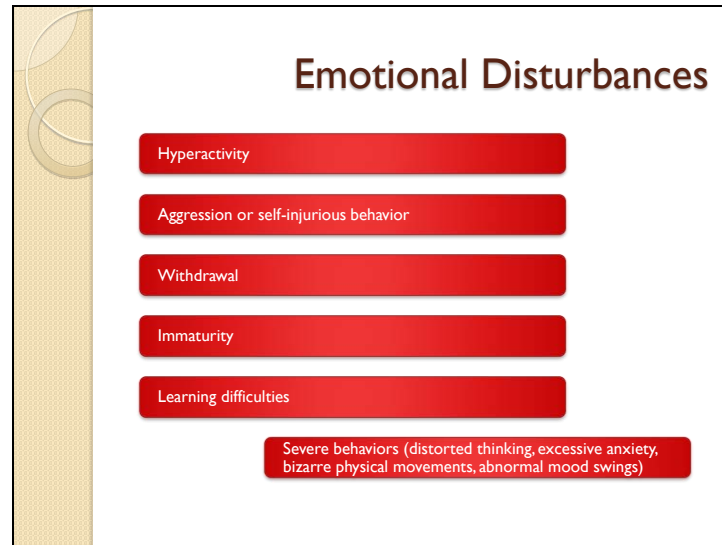 Emotional Disturbances
Hyperactivity
Aggression or self-injurious behavior
Withdrawal
Immaturity
Learning difficulties
Severe behaviors (distorted thinking, excessive anxiety,
bizarre physical movements, abnormal mood swings)